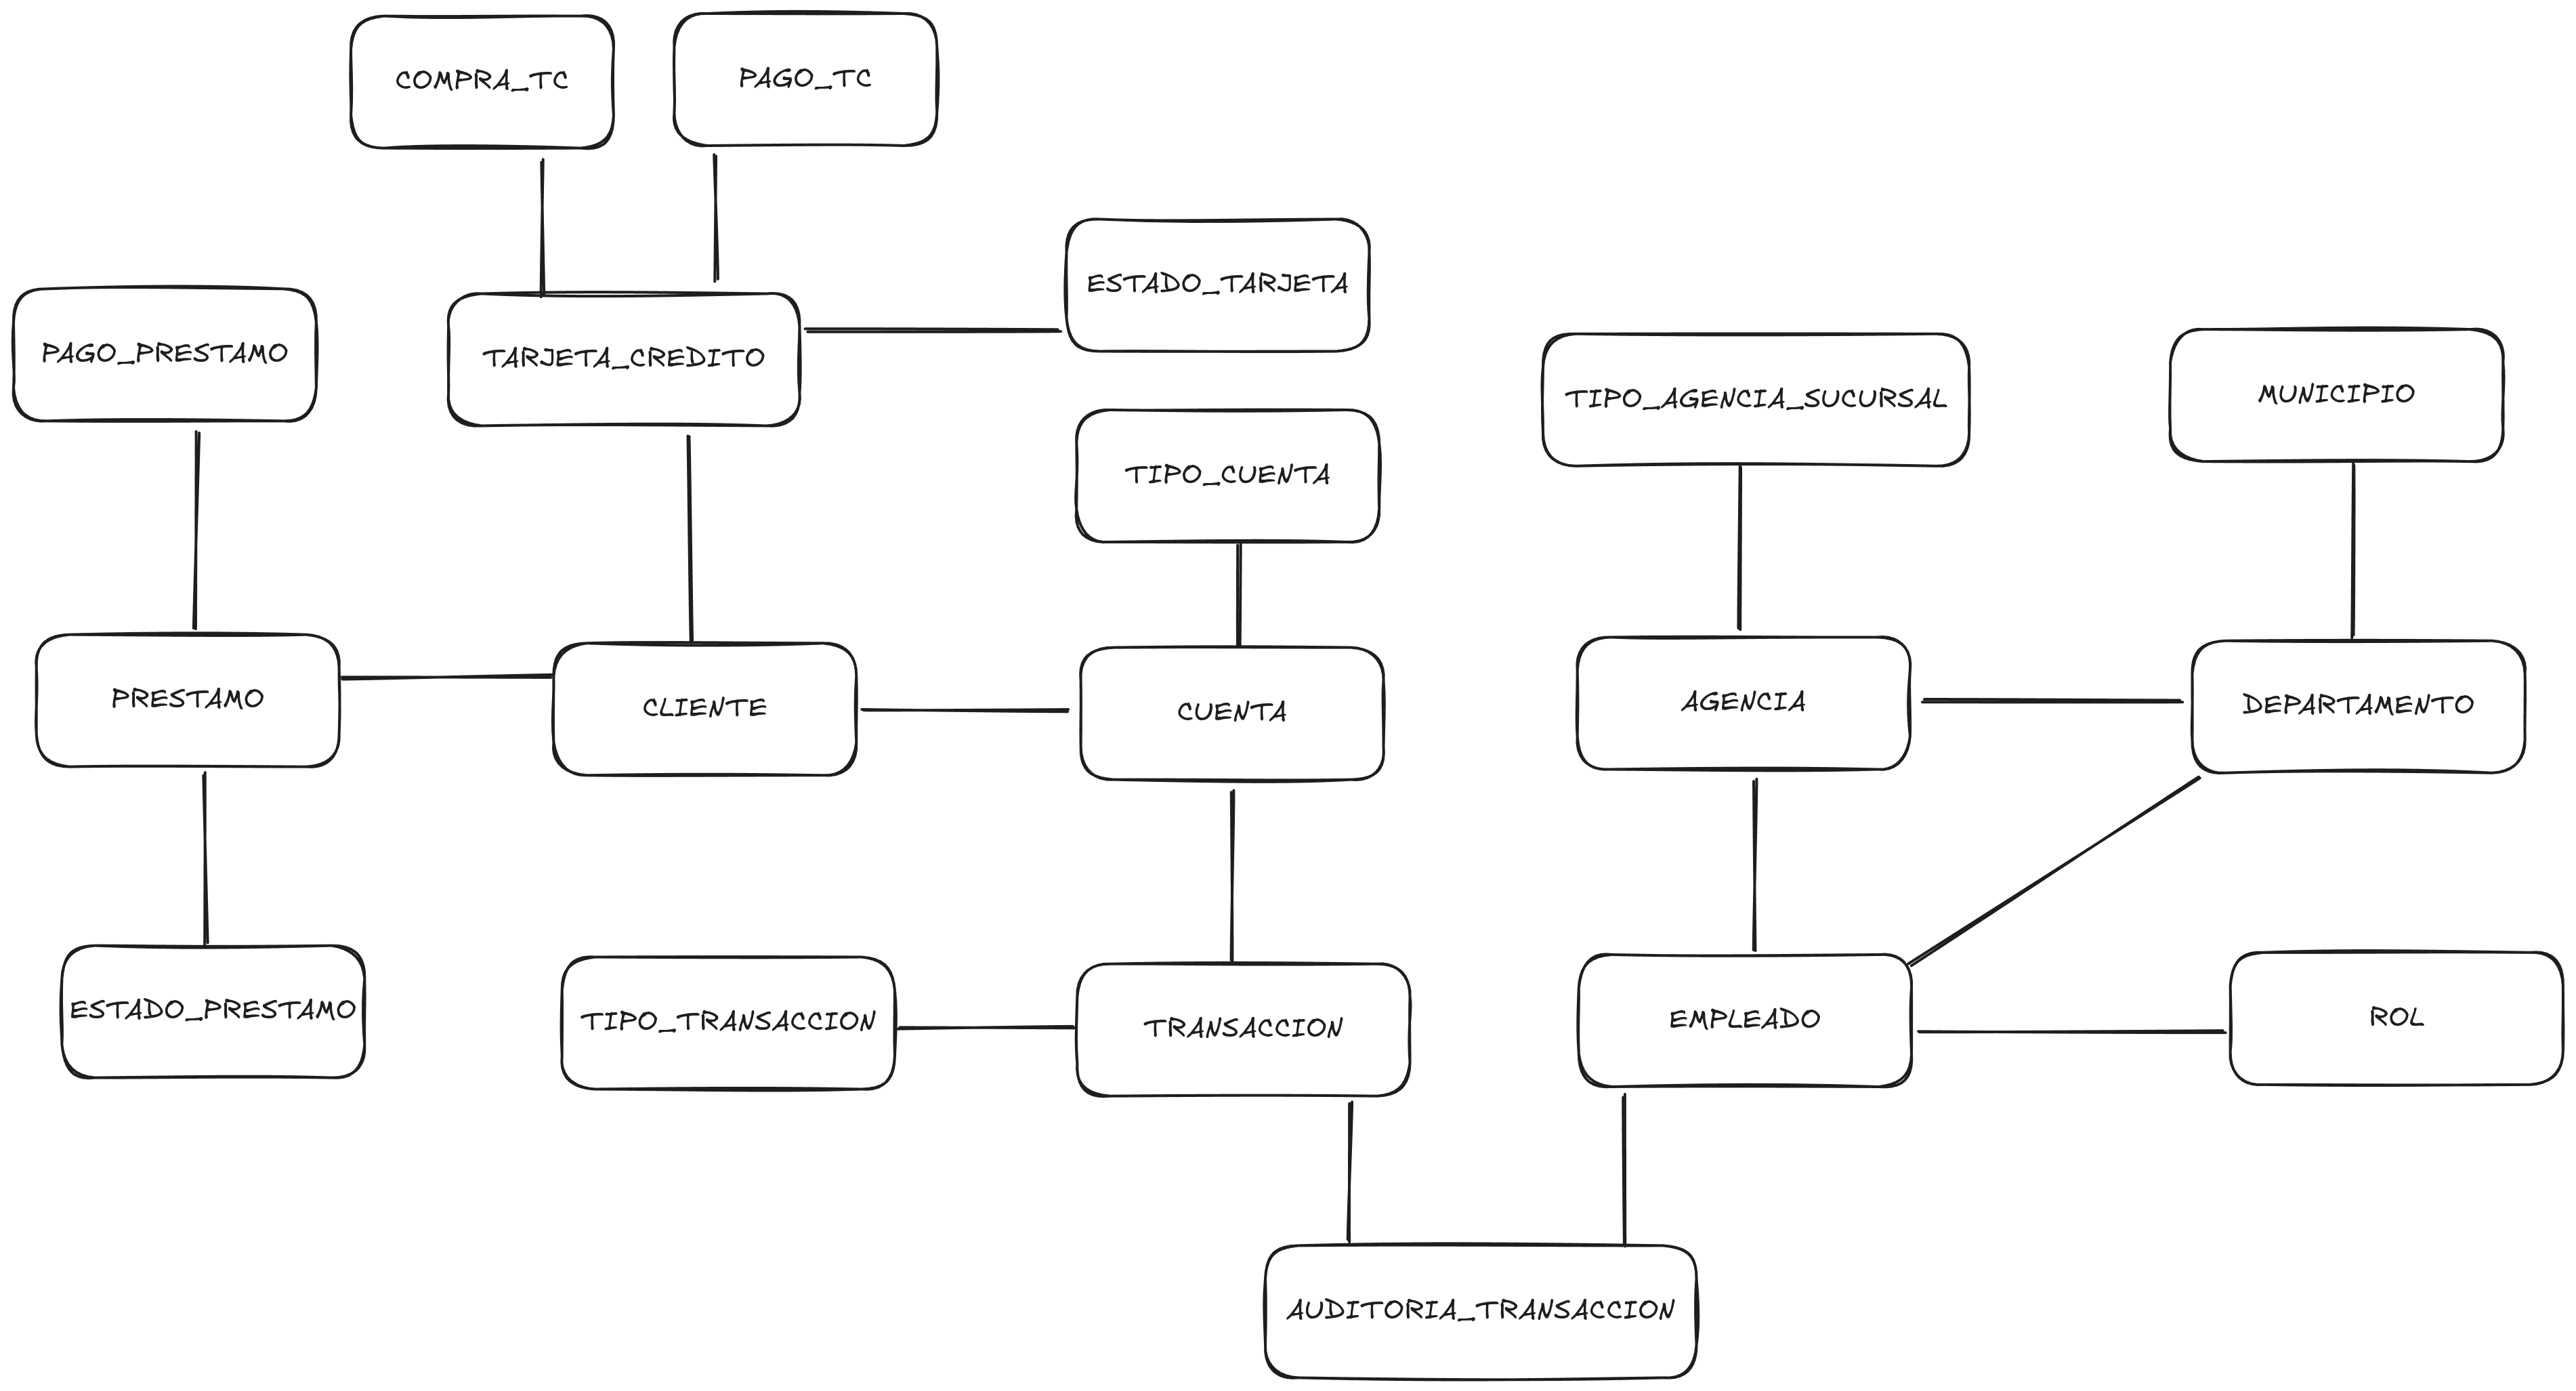 COMPRA_TC
PAGO_TC
ESTADO_TARJETA
PAGO_PRESTAMO
TARJETA_CREDITO
TIPO_AGENCIA_SUCURSAL
MUNICIPIO
TIPO_CUENTA
PRESTAMO
CLIENTE
CUENTA
AGENCIA
DEPARTAMENTO
ESTADO_PRESTAMO
TIPO_TRANSACCION
TRANSACCION
EMPLEADO
ROL
AUDITORIA_TRANSACCION